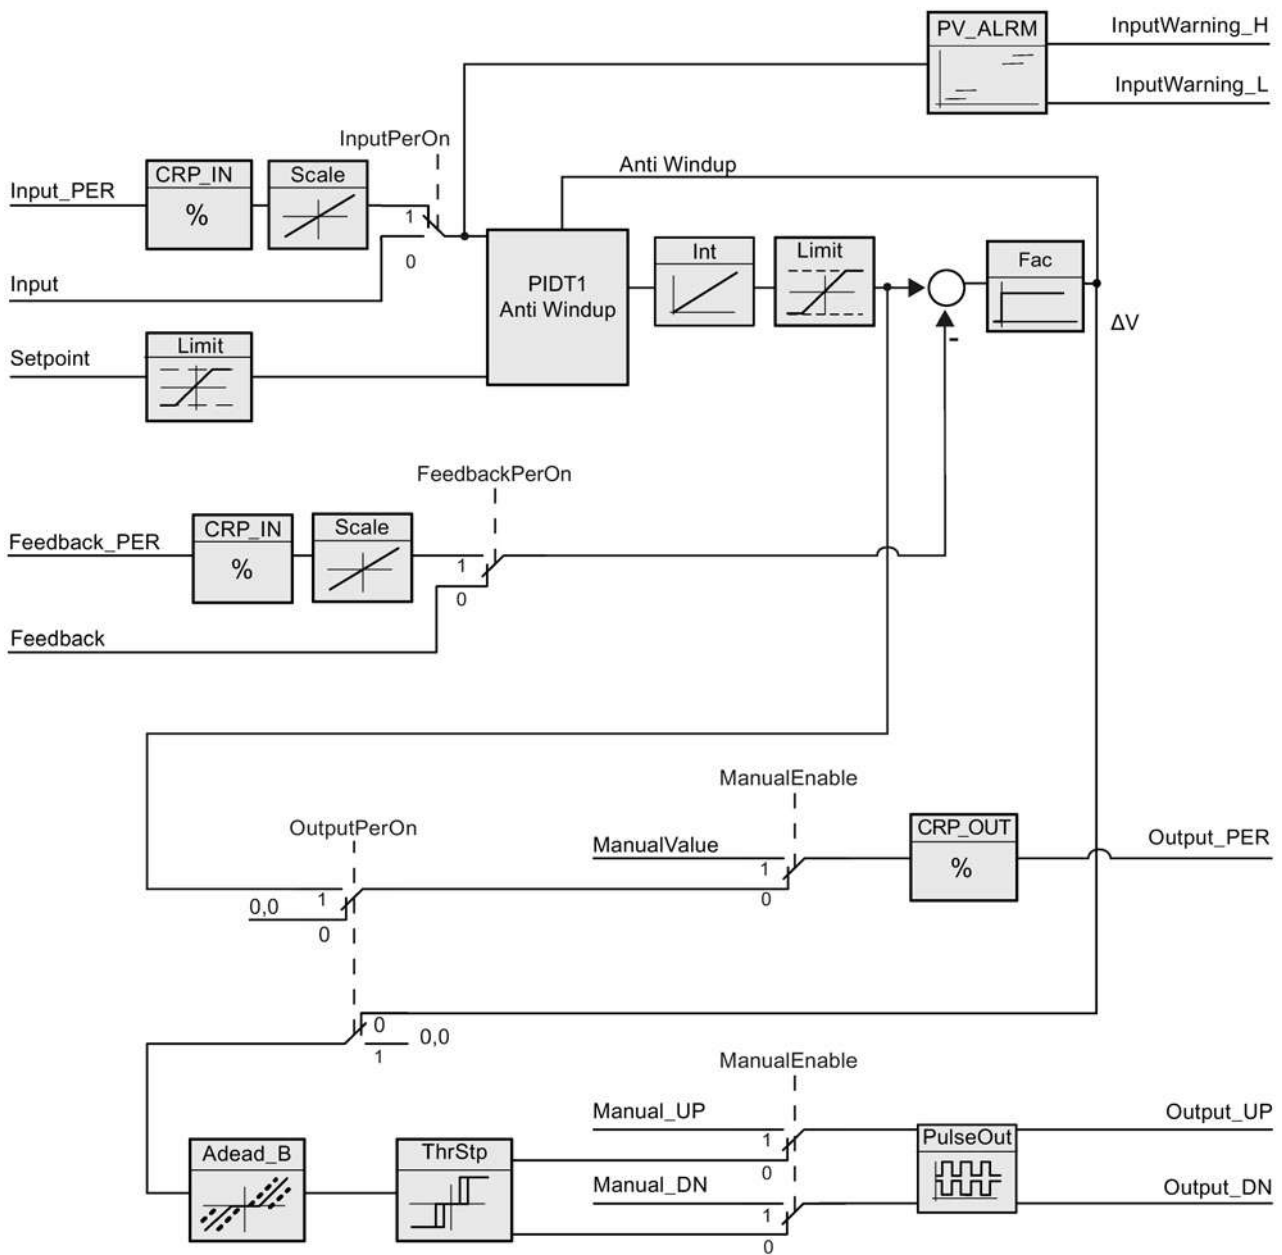 PV_ALRM
InputWarning_H
InputWarning_L
InputPerOn
Anti Windup
Input_PER
CRP_IN
%
Scale
1
0
Input
PIDT1
Anti Windup
Int
Limit
Fac
ΔV
-
Setpoint
Limit
FeedbackPerOn
Feedback_PER
CRP_IN
%
Scale
1
0
Feedback
ManualEnable
OutputPerOn
ManualValue
1
0
CRP_OUT
%
Output_PER
0,0
1
0
0
1
0,0
ManualEnable
Manual_UP
1
0
Output_UP
Adead_B
ThrStp
PulseOut
Manual_DN
1
0
Output_DN